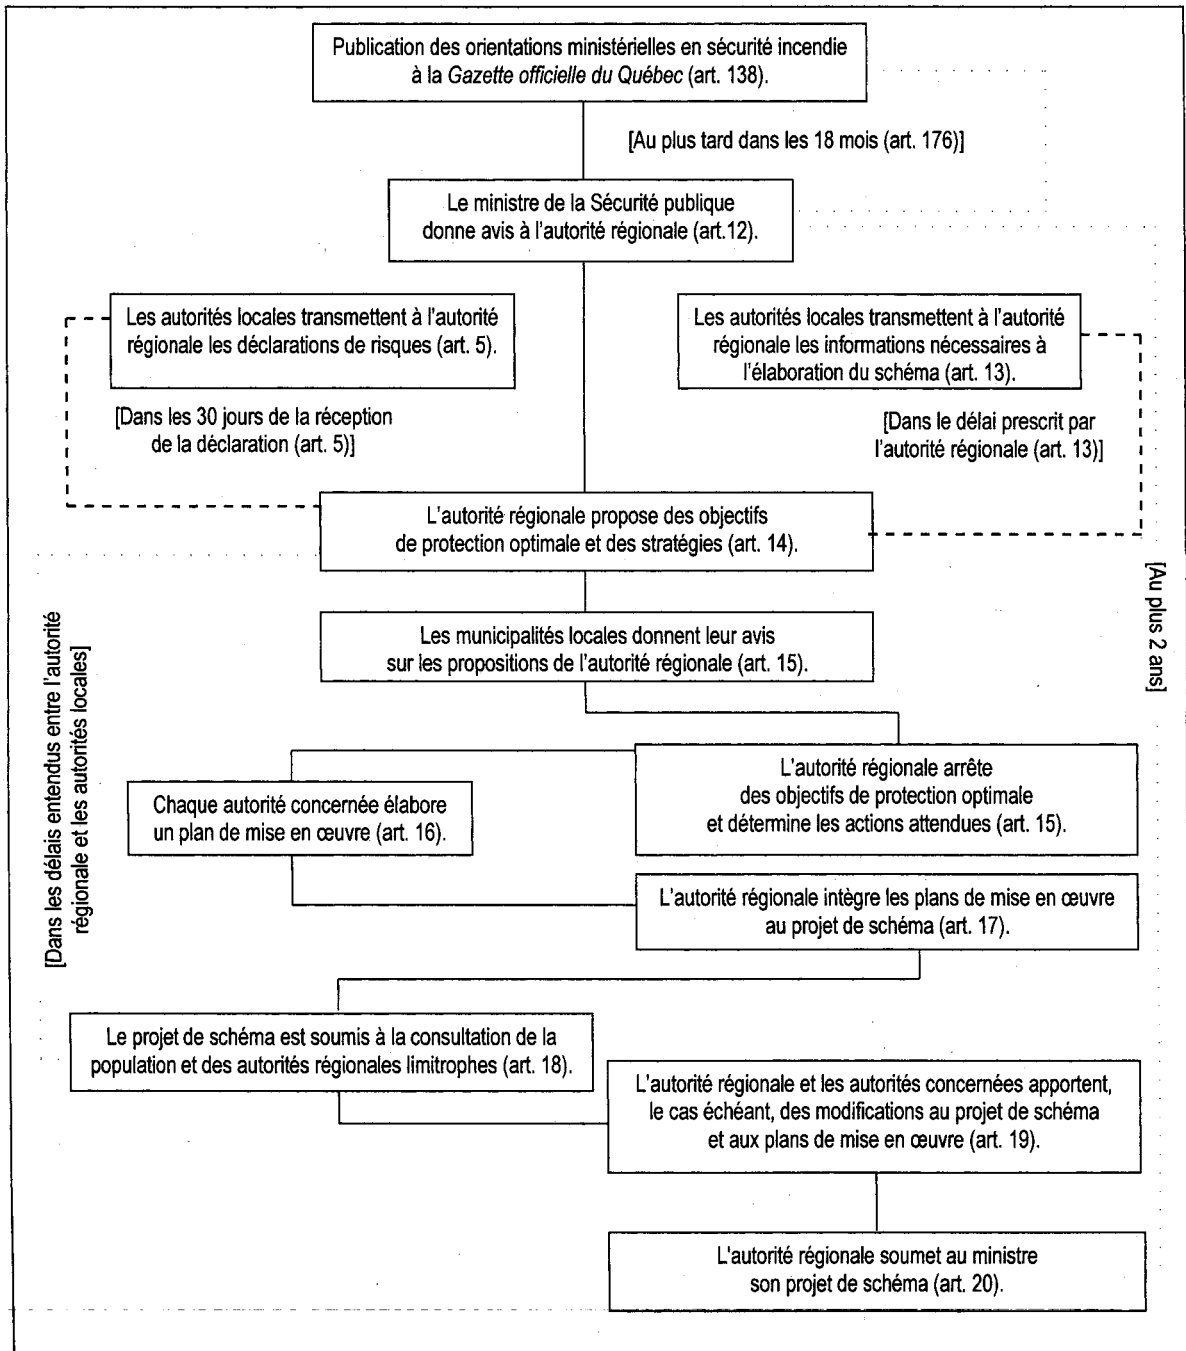 Publication des orientations ministérielles en sécurité incendie
à la Gazette officielle du Québec (art. 138).
[Au plus tard dans les 18 mois (art. 176)]
Le ministre de la Sécurité publique
donne avis à l'autorité régionale (art.12).
Les autorités locales transmettent à l'autorité
régionale les déclarations de risques (art. 5).
Les autorités locales transmettent à l'autorité
régionale les informations nécessaires à
l'élaboration du schéma (art. 13).
[Dans les 30 jours de la réception
de la déclaration (art. 5)]
[Dans le délai prescrit par
l'autorité régionale (art. 13)]
L'autorité régionale propose des objectifs
de protection optimale et des stratégies (art. 14).
[Au plus 2 ans]
Les municipalités locales donnent leur avis
sur les propositions de l'autorité régionale (art. 15).
[Dans les délais entendus entre l'autorité
régionale et les autorités locales]
L'autorité régionale arrête
des objectifs de protection optimale
et détermine les actions attendues (art. 15).
Chaque autorité concernée élabore
un plan de mise en œuvre (art. 16).
L'autorité régionale intègre les plans de mise en œuvre
au projet de schéma (art. 17).
Le projet de schéma est soumis à la consultation de la
population et des autorités régionales limitrophes (art. 18).
L'autorité régionale et les autorités concernées apportent,
le cas échéant, des modifications au projet de schéma
et aux plans de mise en œuvre (art. 19).
L'autorité régionale soumet au ministre
son projet de schéma (art. 20).